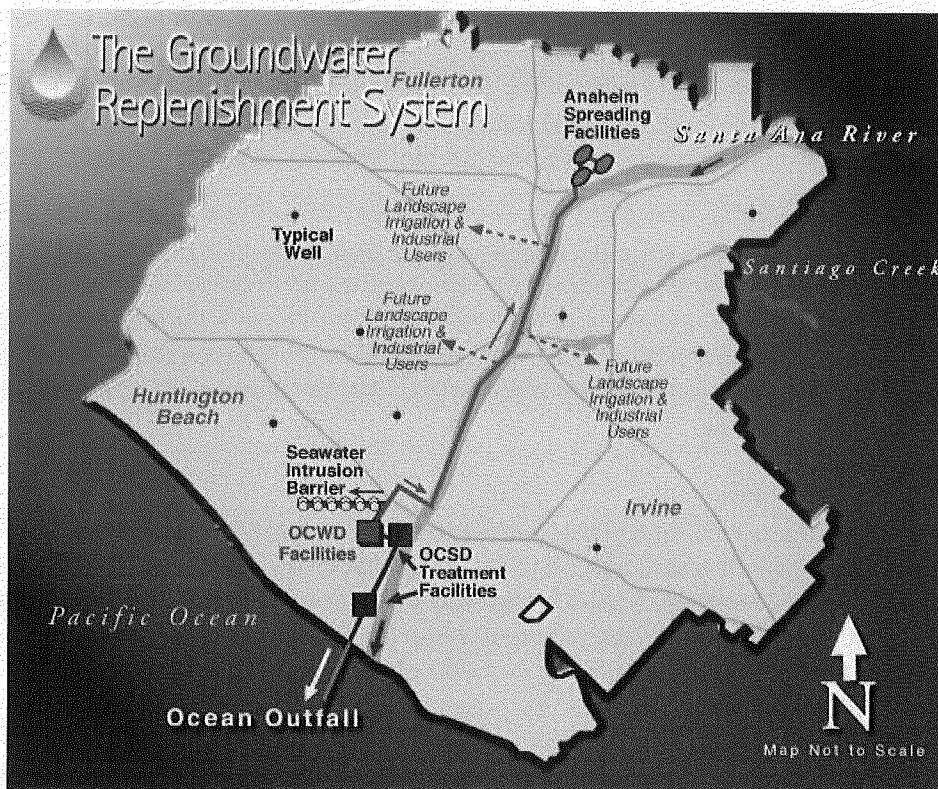 The Groundwater
Replenishment System
Fullerton
Anaheim
Spreading
Facilities
Santa Ana River
Future
Landscape
Irrigation &
Industrial
Users
Typical
Well
Santiago Creek
Future
Landscape
Irrigation &
Industrial
Users
Future
Landscape
Irrigation &
Industrial
Users
Huntington
Beach
Seawater
Intrusion
Barrier
Irvine
OCWD
Facilities
OCSD
Treatment
Facilities
Pacific Ocean
Ocean Outfall
N
Map Not to Scale